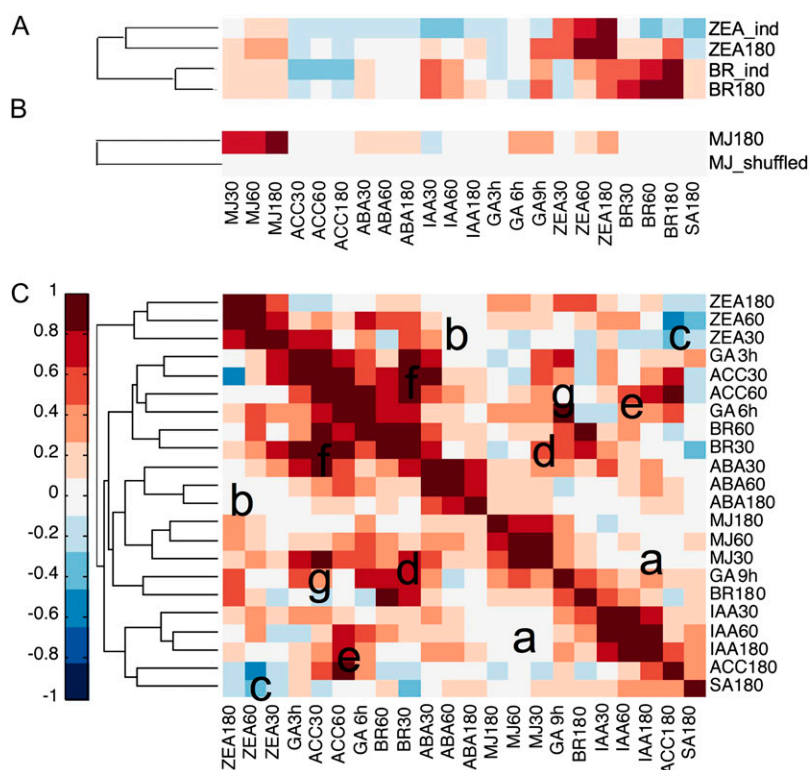 A
ZEA_ind
ZEA180
BR_ind
BR180
B
MJ180
MJ_shuffled
MJ30
MJ60
MJ180
ACC30
ACC60
ACC180
ABA30
ABA60
ABA180
IAA30
IAA60
IAA180
GA3h
GA 6h
GA9h
ZEA30
ZEA60
ZEA180
BR30
BR60
BR180
SA180
C
1
0.8
0.6
0.4
0.2
0
-0.2
-0.4
-0.6
-0.8
-1
ZEA180
ZEA60
b c
ZEA30
GA 3h
ACC30
f
ACC60
g e
GA 6h
BR60
BR30
f d
ABA30
ABA60
b
ABA180
MJ180
MJ60
MJ30
a
g d
GA 9h
BR180
IAA30
IAA60
a
IAA180
e
ACC180
c
SA180
ZEA180
ZEA60
ZEA30
GA3h
ACC30
ACC60
GA 6h
BR60
BR30
ABA30
ABA60
ABA180
MJ180
MJ60
MJ30
GA 9h
BR180
IAA30
IAA60
IAA180
ACC180
SA180